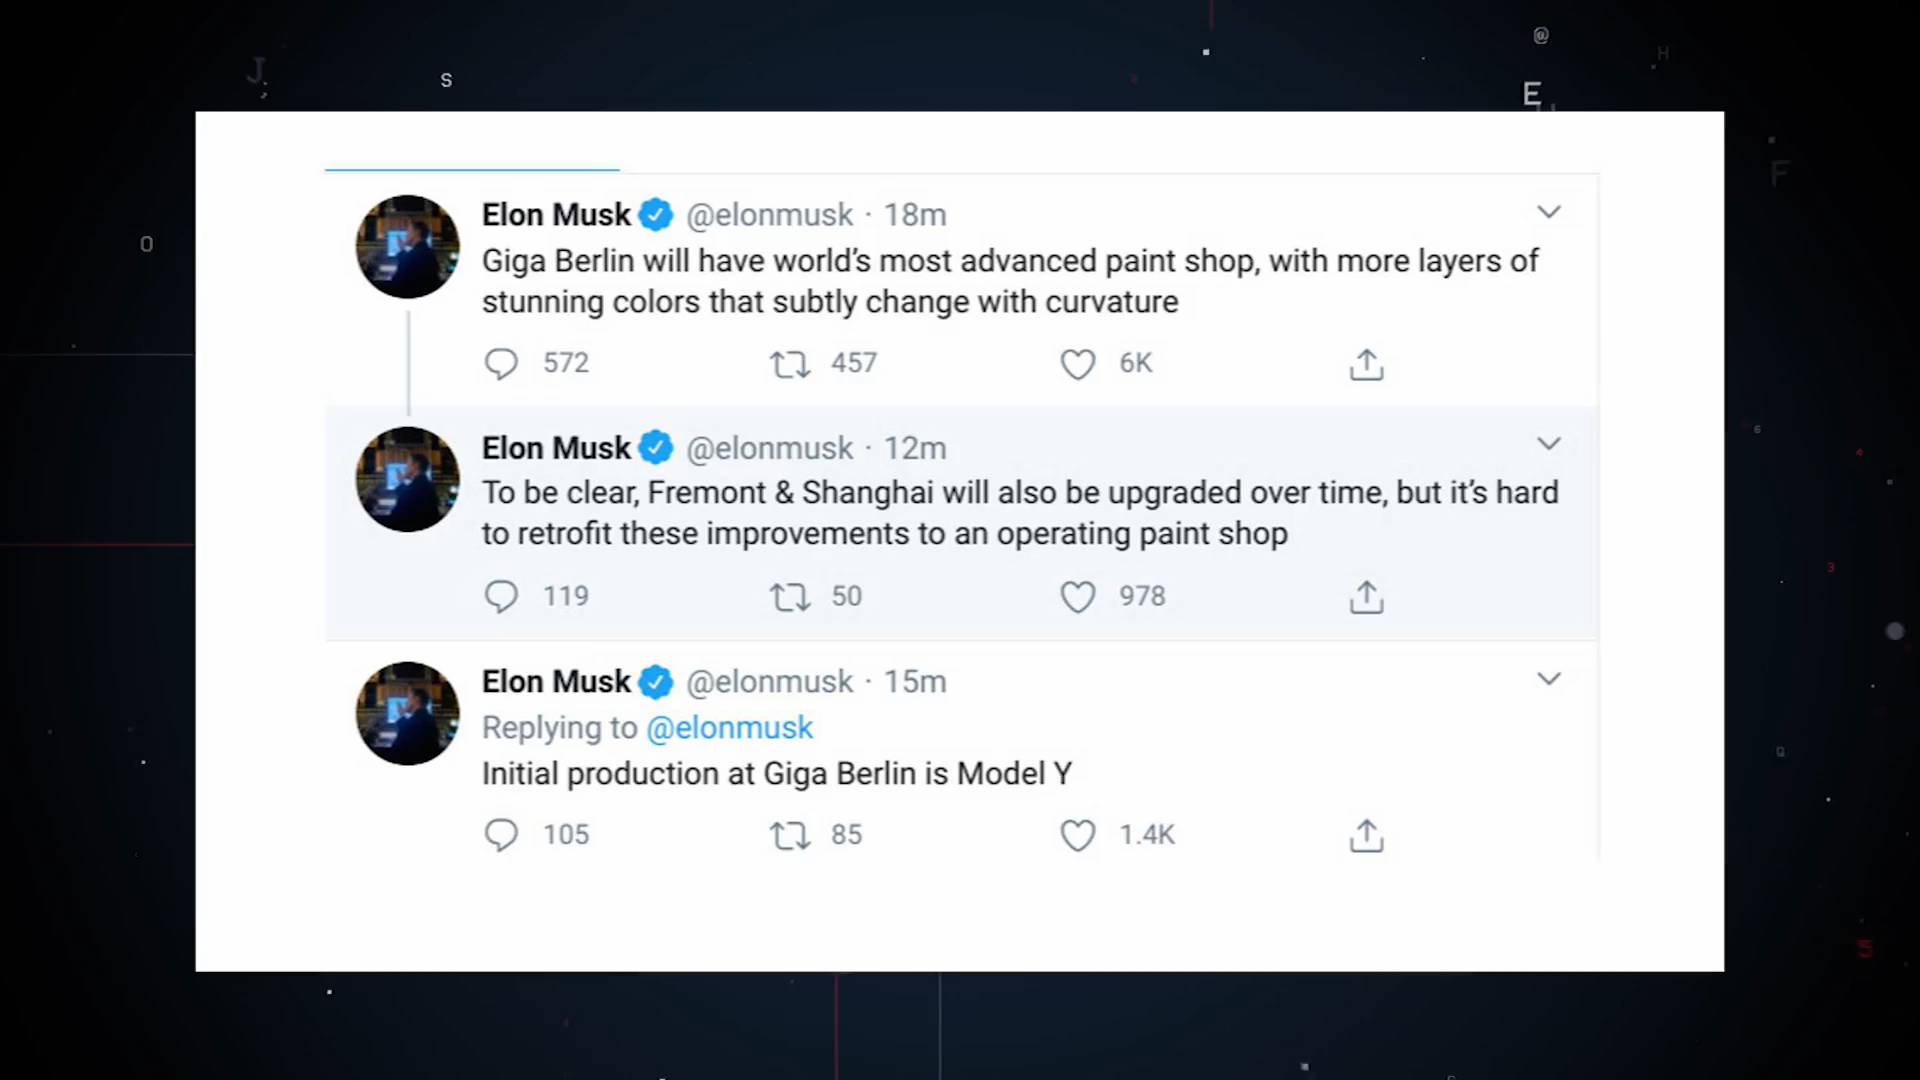 J
S
@
H
E
F
O
Elon Musk @elonmusk · 18m
Giga Berlin will have world's most advanced paint shop, with more layers of
stunning colors that subtly change with curvature
572 457 6K
Elon Musk @elonmusk · 12m
To be clear, Fremont & Shanghai will also be upgraded over time, but it's hard
to retrofit these improvements to an operating paint shop
119 50 978
Elon Musk @elonmusk · 15m
Replying to @elonmusk
Initial production at Giga Berlin is Model Y
105 85 1.4K
3
5